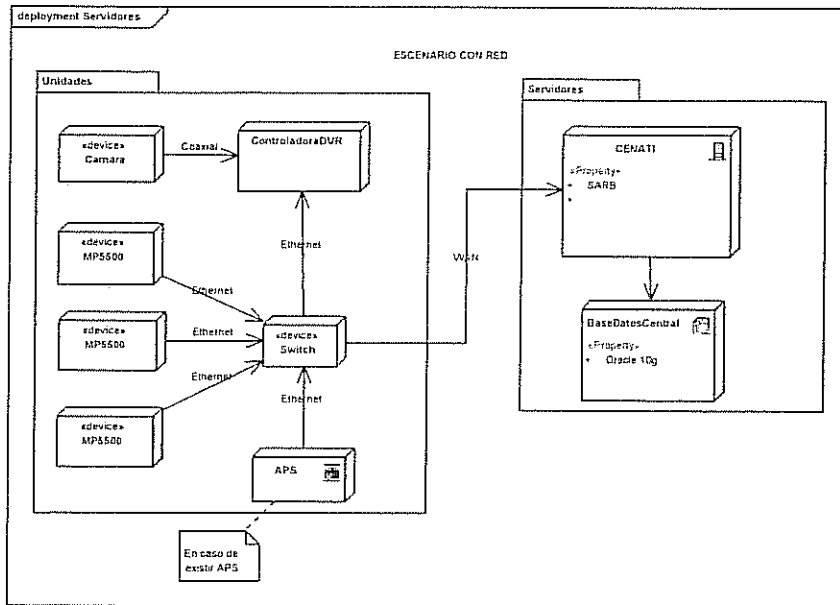 deployment Servidores
ESCENARIO CON RED
Unidades
«device»
Camara
Coaxial
ControladoraDVR
«device»
MP5500
Ethernet
Ethernet
«device»
MP5500
Ethernet
«device»
Switch
Ethernet
«device»
MP5500
Ethernet
APS
En caso de
existir APS
WAN
Servidores
CENATI
«Property»
* SARB
*
BaseDatosCentral
«Property»
* Oracle 10g